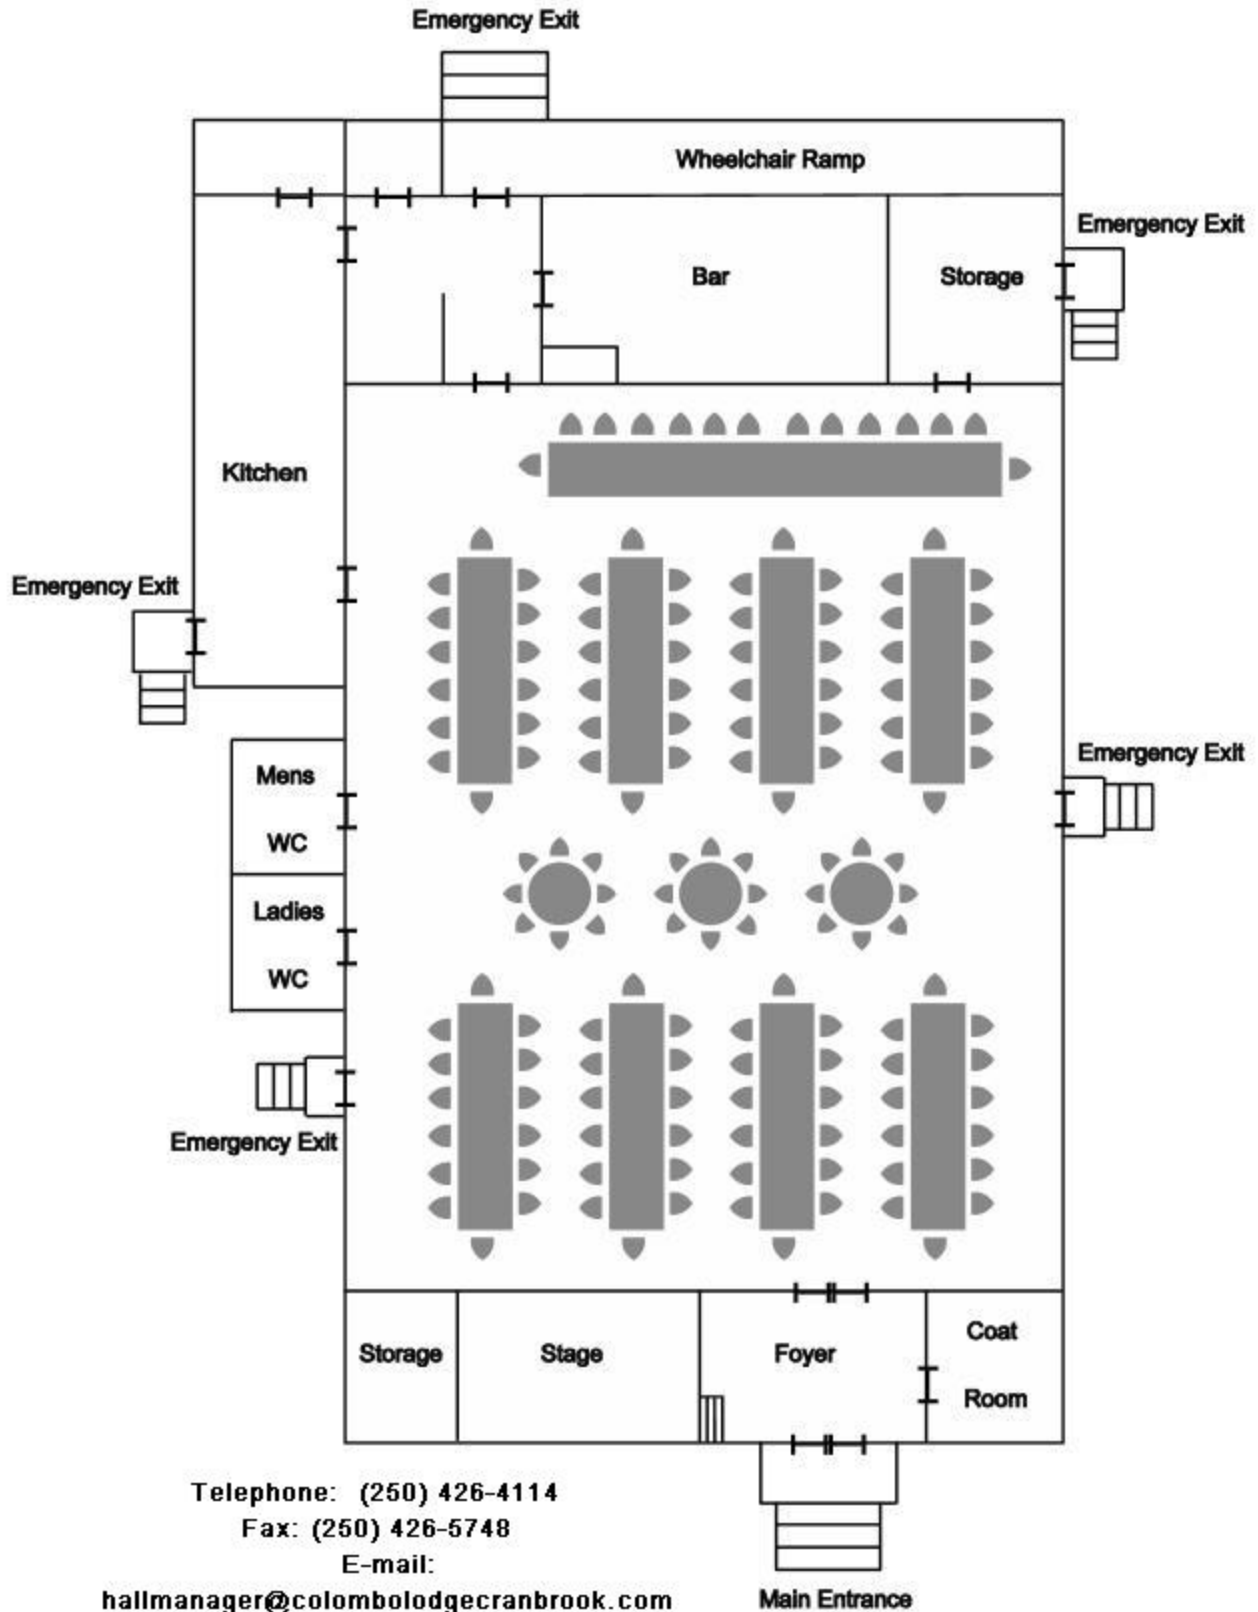 Emergency Exit
Wheelchair Ramp
Emergency Exit
Bar
Storage
Kitchen
Emergency Exit
Emergency Exit
Mens
WC
Ladies
WC
Emergency Exit
Storage
Stage
Foyer
Coat
Room
Telephone: (250) 426-4114
Fax: (250) 426-5748
E-mail:
hallmanager@colombolodgecranbrook.com
Main Entrance